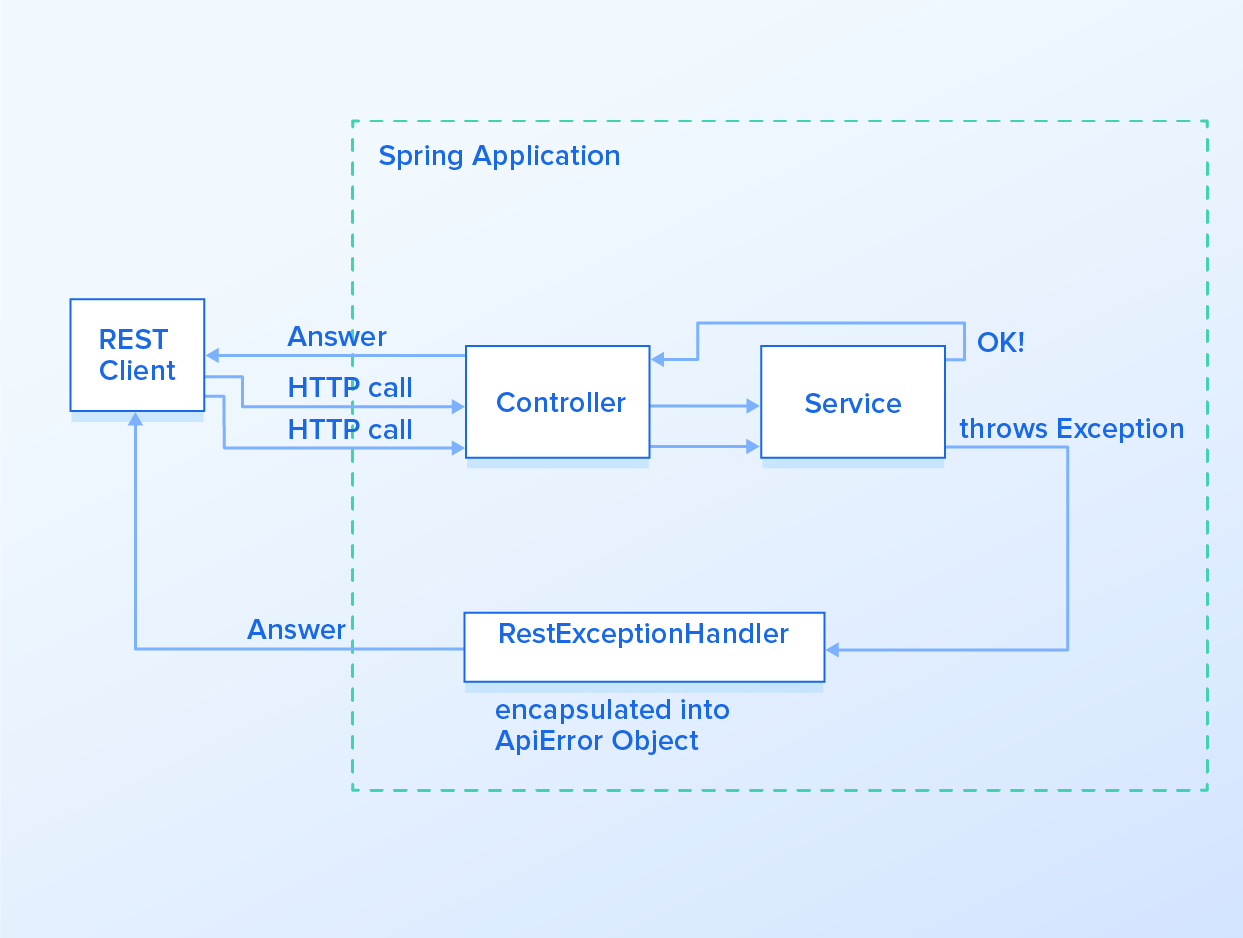 Spring Application
REST
Client
Answer
HTTP call
HTTP call
Controller
Service
OK!
throws Exception
Answer
RestExceptionHandler
encapsulated into
ApiError Object